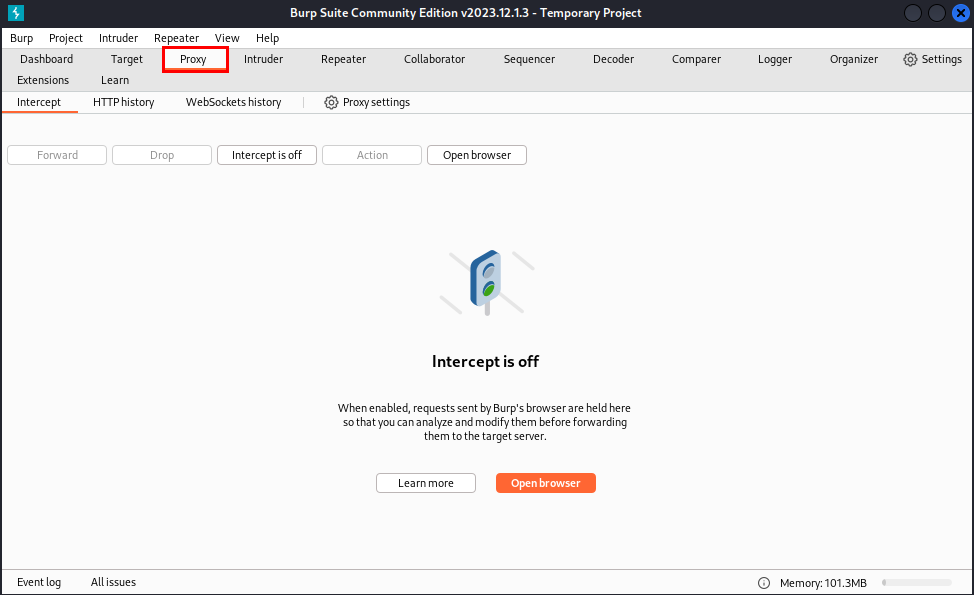 Burp Suite Community Edition v2023.12.1.3 - Temporary Project
Burp Project Intruder Repeater View Help
Dashboard Target Proxy Intruder Repeater Collaborator Sequencer Decoder Comparer Logger Organizer Settings
Extensions Learn
Intercept HTTP history WebSockets history Proxy settings
Forward Drop Intercept is off Action Open browser
Intercept is off
When enabled, requests sent by Burp's browser are held here
so that you can analyze and modify them before forwarding
them to the target server.
Learn more Open browser
Event log All issues Memory: 101.3MB